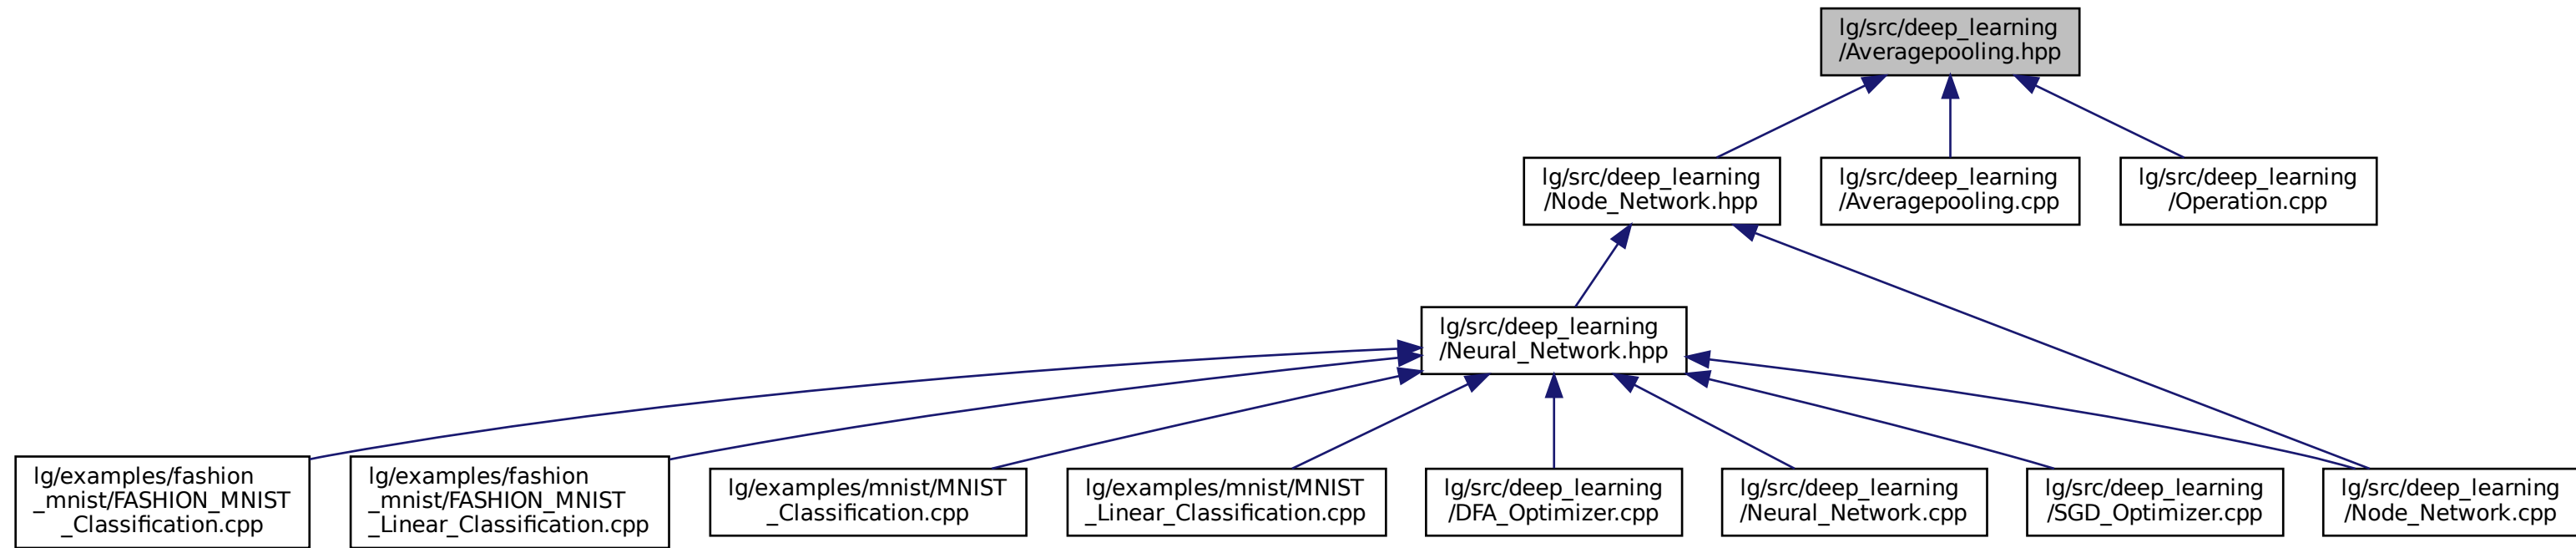 lg/src/deep_learning
/Averagepooling.hpp
lg/src/deep_learning
/Node_Network.hpp
lg/src/deep_learning
/Averagepooling.cpp
lg/src/deep_learning
/Operation.cpp
lg/src/deep_learning
/Neural_Network.hpp
lg/examples/fashion
_mnist/FASHION_MNIST
_Classification.cpp
lg/examples/fashion
_mnist/FASHION_MNIST
_Linear_Classification.cpp
lg/examples/mnist/MNIST
_Classification.cpp
lg/examples/mnist/MNIST
_Linear_Classification.cpp
lg/src/deep_learning
/DFA_Optimizer.cpp
lg/src/deep_learning
/Neural_Network.cpp
lg/src/deep_learning
/SGD_Optimizer.cpp
lg/src/deep_learning
/Node_Network.cpp